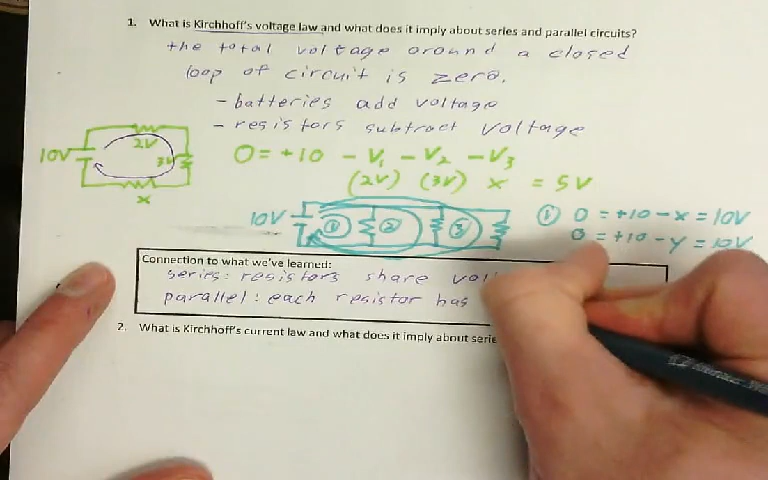 1. What is Kirchhoff's voltage law and what does it imply about series and parallel circuits?
the total voltage around a closed
loop of circuit is zero.
- batteries add voltage
- resistors subtract voltage
10V 2V 3V x
0 = +10 - V₁ - V₂ - V₃
(2V) (3V) x = 5V
10V 1 2 3
① 0 = +10 - x = 10V
0 = +10 - y = 10V
Connection to what we've learned:
series: resistors share
parallel: each resistor has
2. What is Kirchhoff's current law and what does it imply about